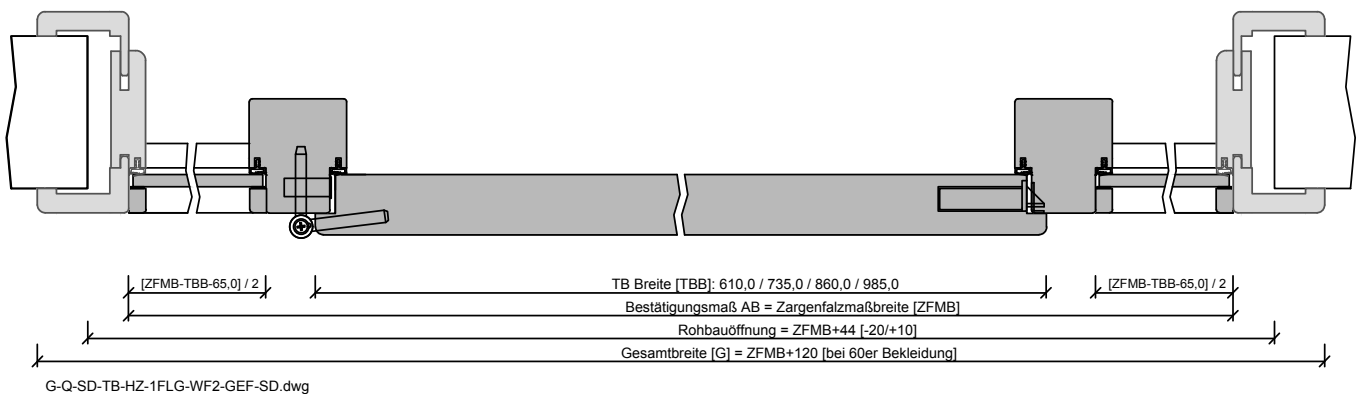 [ZFMB-TBB-65,0] / 2
TB Breite [TBB]: 610,0 / 735,0 / 860,0 / 985,0
[ZFMB-TBB-65,0] / 2
Bestätigungsmaß AB = Zargenfalzmaßbreite [ZFMB]
Rohbauöffnung = ZFMB+44 [-20/+10]
Gesamtbreite [G] = ZFMB+120 [bei 60er Bekleidung]
G-Q-SD-TB-HZ-1FLG-WF2-GEF-SD.dwg